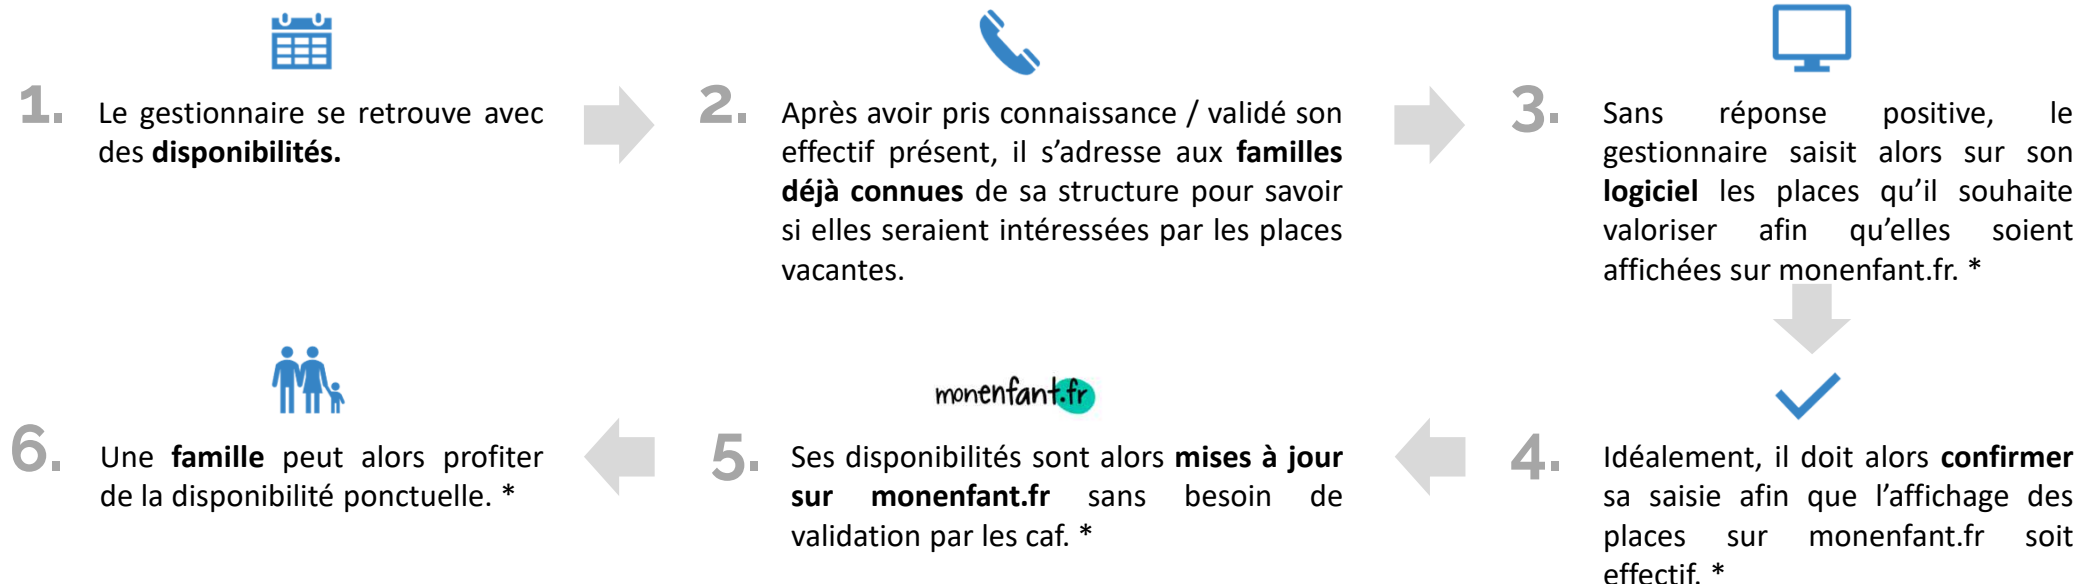 1.
Le gestionnaire se retrouve avec
des disponibilités.
2.
Après avoir pris connaissance / validé son
effectif présent, il s’adresse aux familles
déjà connues de sa structure pour savoir
si elles seraient intéressées par les places
vacantes.
3.
Sans réponse positive, le
gestionnaire saisit alors sur son
logiciel les places qu’il souhaite
valoriser afin qu’elles soient
affichées sur monenfant.fr. *
4.
Idéalement, il doit alors confirmer
sa saisie afin que l’affichage des
places sur monenfant.fr soit
effectif. *
monenfant.fr
5.
Ses disponibilités sont alors mises à jour
sur monenfant.fr sans besoin de
validation par les caf. *
6.
Une famille peut alors profiter
de la disponibilité ponctuelle. *